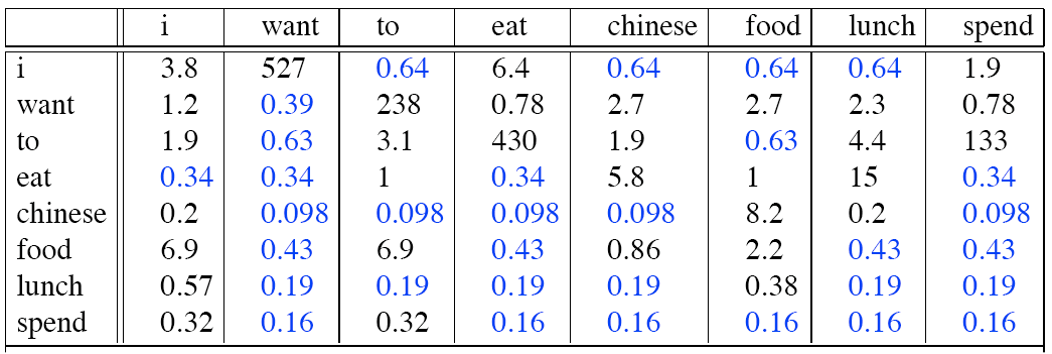 i want to eat chinese food lunch spend
i 3.8 527 0.64 6.4 0.64 0.64 0.64 1.9
want 1.2 0.39 238 0.78 2.7 2.7 2.3 0.78
to 1.9 0.63 3.1 430 1.9 0.63 4.4 133
eat 0.34 0.34 1 0.34 5.8 1 15 0.34
chinese 0.2 0.098 0.098 0.098 0.098 8.2 0.2 0.098
food 6.9 0.43 6.9 0.43 0.86 2.2 0.43 0.43
lunch 0.57 0.19 0.19 0.19 0.19 0.38 0.19 0.19
spend 0.32 0.16 0.32 0.16 0.16 0.16 0.16 0.16